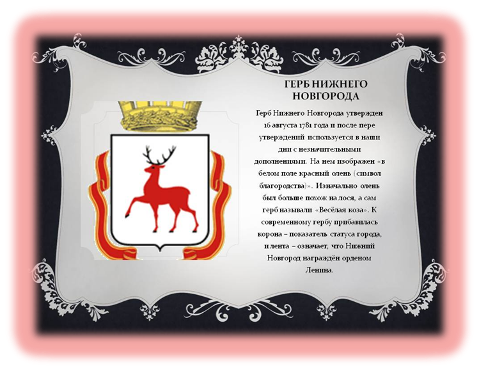 ГЕРБ НИЖНЕГО
НОВГОРОДА
Герб Нижнего Новгорода утвержден
16 августа 1781 года и после пере
утверждений используется в наши
дни с незначительными
дополнениями. На нем изображен «в
белом поле красный олень (символ
благородства)». Изначально олень
был больше похож на лося, а сам
герб называли «Весёлая коза». К
современному гербу прибавилась
корона – показатель статуса города,
и лента – означает, что Нижний
Новгород награждён орденом
Ленина.